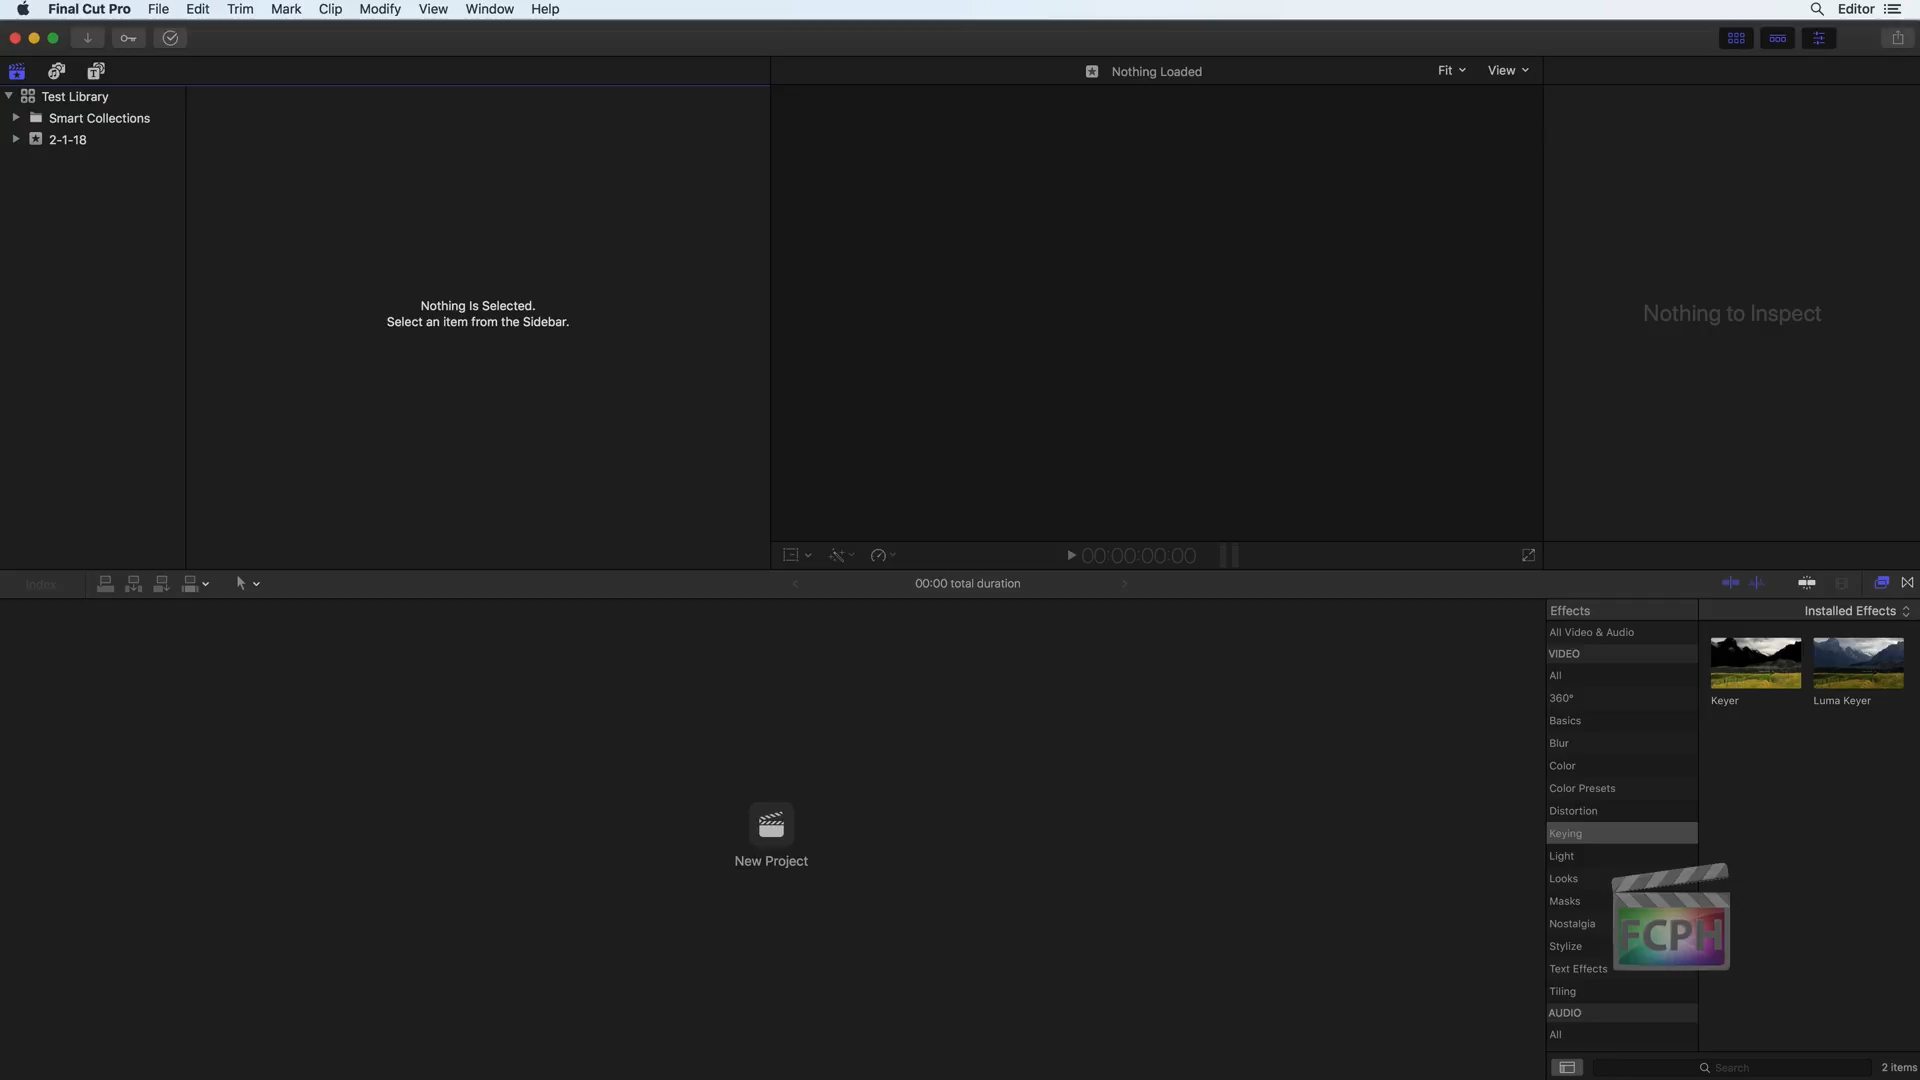 Final Cut Pro File Edit Trim Mark Clip Modify View Window Help Editor
Nothing Loaded Fit View
Test Library
Smart Collections
2-1-18
Nothing Is Selected.
Select an item from the Sidebar.
Nothing to Inspect
00:00:00:00
Index 00:00 total duration
Effects Installed Effects
All Video & Audio
VIDEO
All
360°
Basics
Blur
Color
Color Presets
Distortion
Keying
Light
Looks
Masks
Nostalgia
Stylize
Text Effects
Tiling
AUDIO
All
Keyer Luma Keyer
New Project
FCPH
Search 2 items